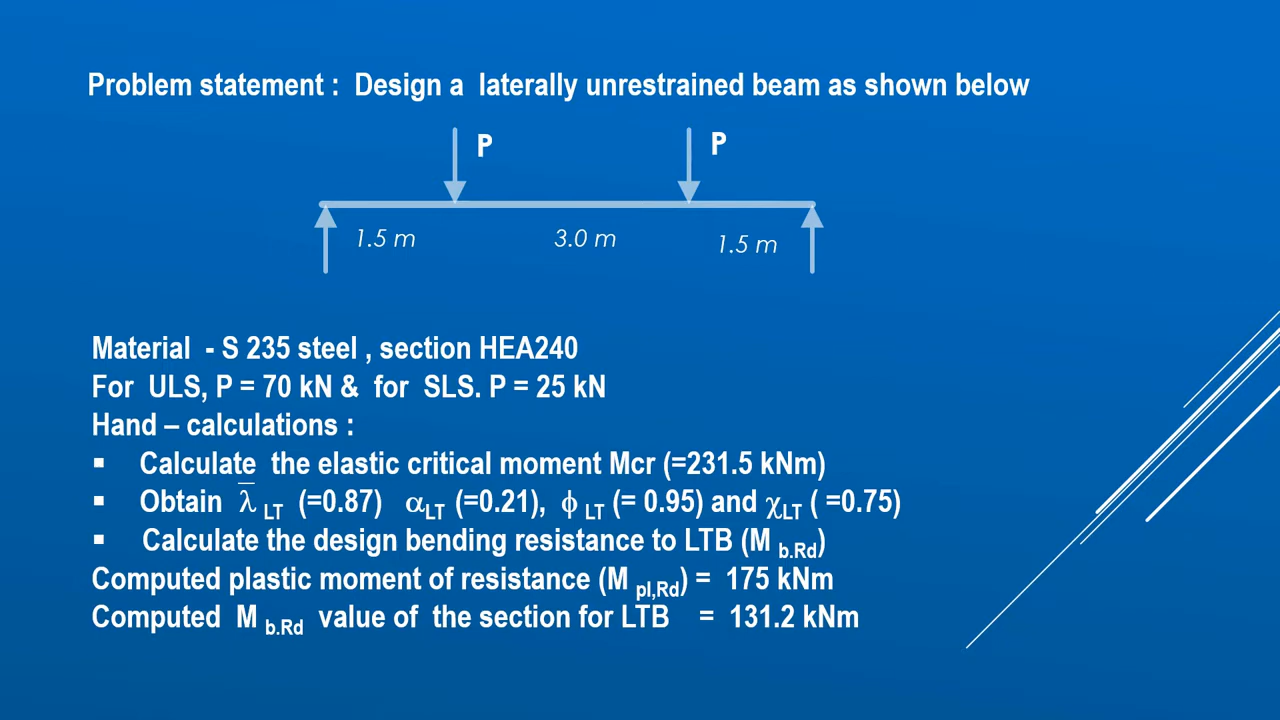 Problem statement : Design a laterally unrestrained beam as shown below
P P
1.5 m 3.0 m 1.5 m
Material - S 235 steel , section HEA240
For ULS, P = 70 kN & for SLS. P = 25 kN
Hand – calculations :
▪ Calculate the elastic critical moment Mcr (=231.5 kNm)
▪ Obtain λ̅ LT (=0.87) αLT (=0.21), ϕ LT (= 0.95) and χLT ( =0.75)
▪ Calculate the design bending resistance to LTB (M b.Rd)
Computed plastic moment of resistance (M pl,Rd) = 175 kNm
Computed M b.Rd value of the section for LTB = 131.2 kNm